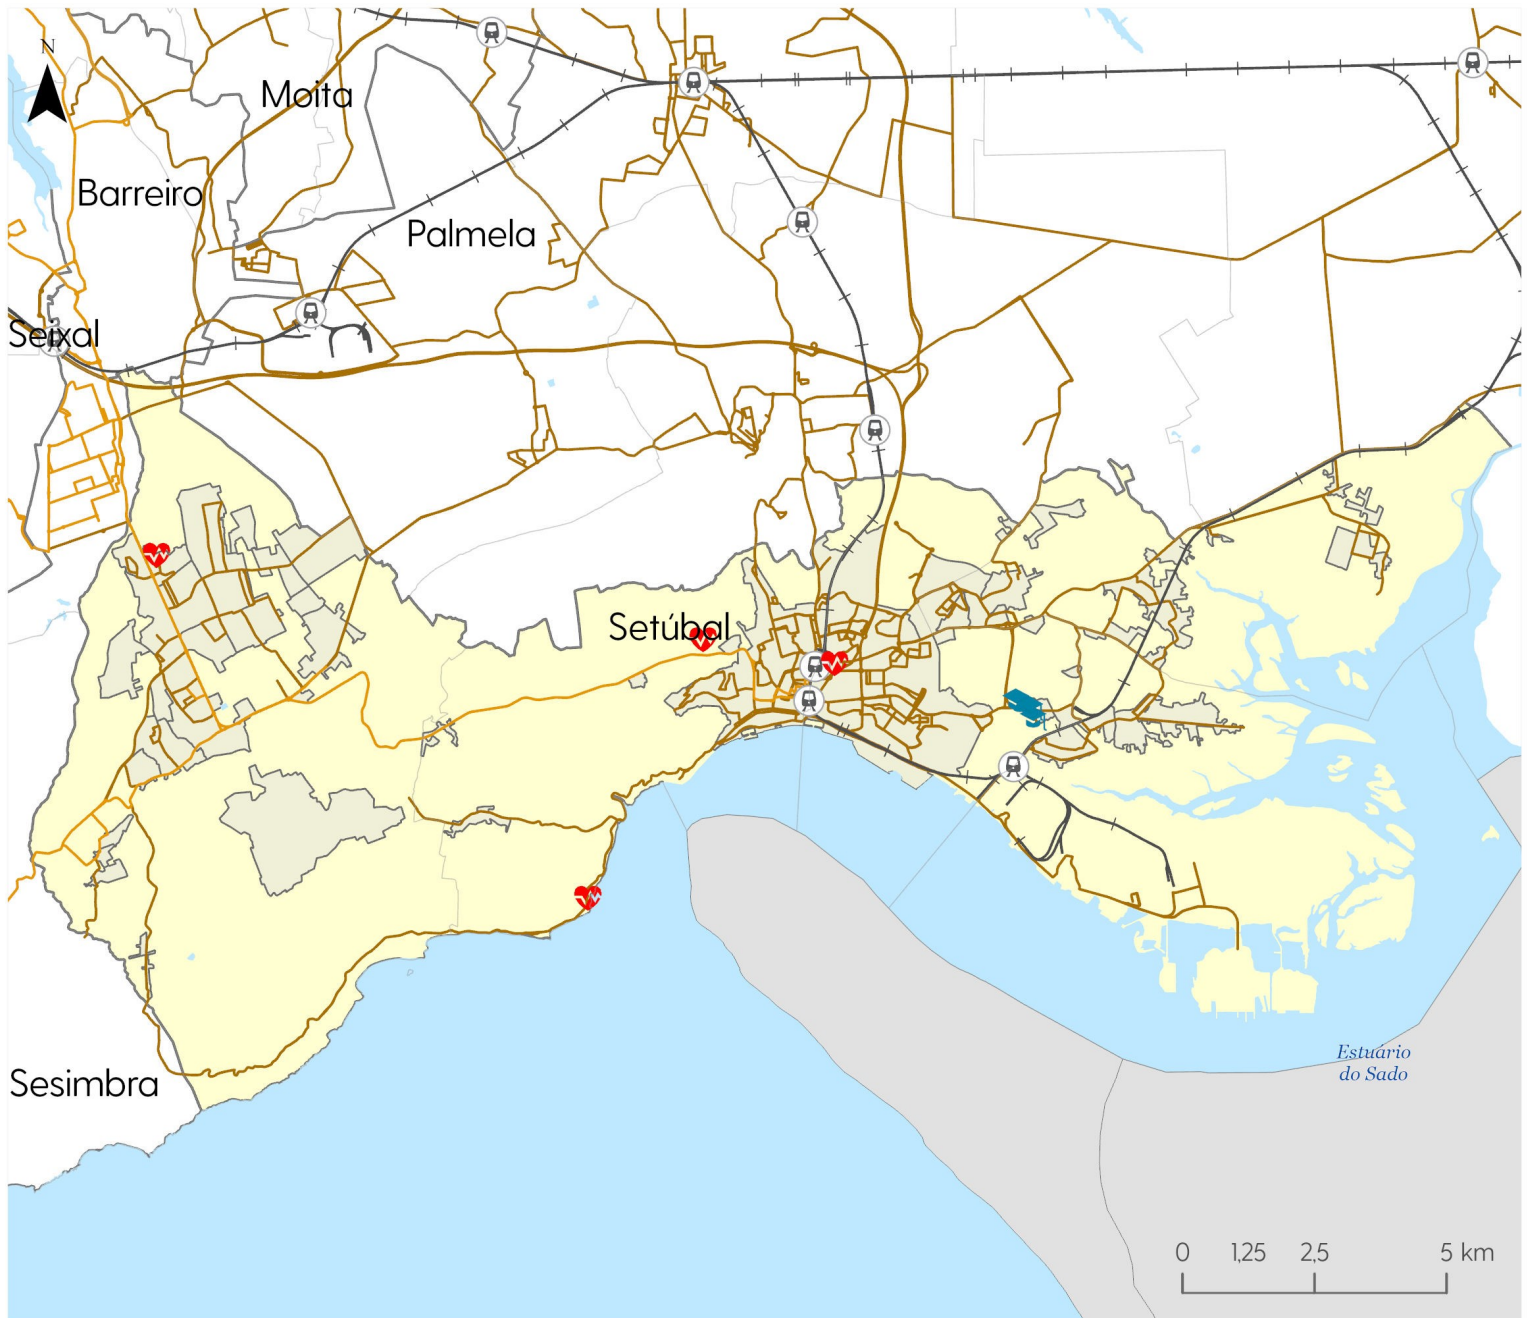 N
Moita
Barreiro
Palmela
Seixal
Setúbal
Sesimbra
Estuário
do Sado
0 1,25 2,5 5 km